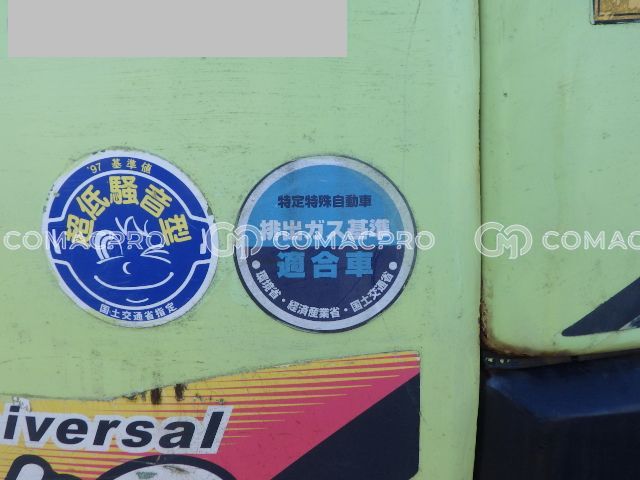 '97 基準値
超低騒音型
国土交通省指定
特定特殊自動車
排出ガス基準
適合車
・環境省・経済産業省・国土交通省・
COMACPRO
COMACPRO
COMACPRO
iversal